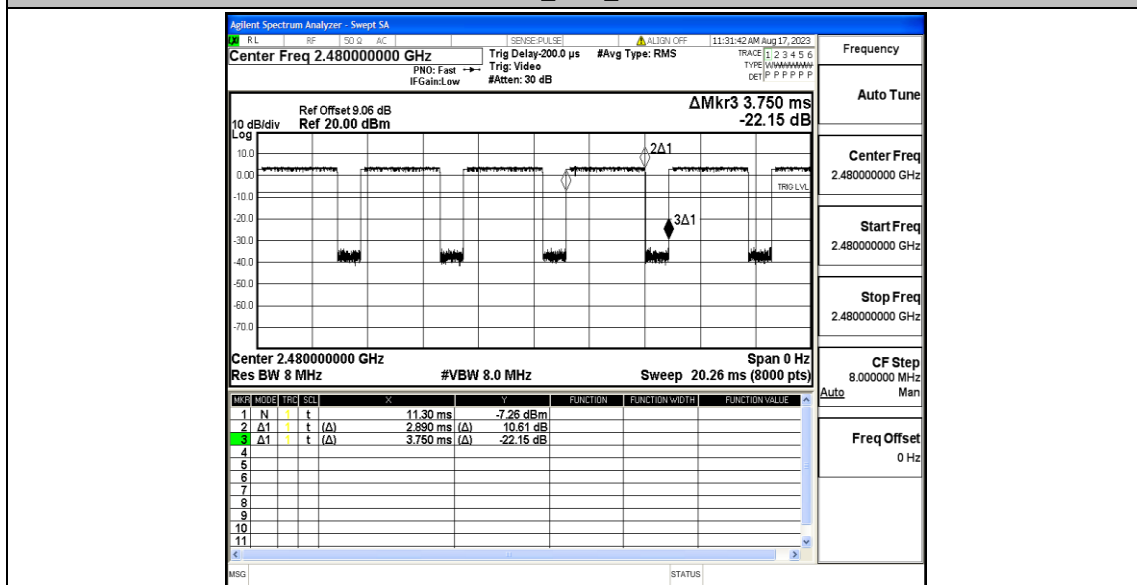 Agilent Spectrum Analyzer - Swept SA
RL RF 50 Ω AC SENSE:PULSE ALIGN OFF 11:31:42 AM Aug 17, 2023
Center Freq 2.480000000 GHz
PNO: Fast
IFGain:Low
Trig Delay-200.0 µs
Trig: Video
#Atten: 30 dB
#Avg Type: RMS
TRACE 1 2 3 4 5 6
TYPE
DET P P P P P P
Ref Offset 9.06 dB
Ref 20.00 dBm
10 dB/div
Log
ΔMkr3 3.750 ms
-22.15 dB
10.0
0.00
-10.0
-20.0
-30.0
-40.0
-50.0
-60.0
-70.0
2Δ1
1
TRIG LVL
3Δ1
Center 2.480000000 GHz Span 0 Hz
Res BW 8 MHz #VBW 8.0 MHz Sweep 20.26 ms (8000 pts)
MKR MODE TRC SCL X Y FUNCTION FUNCTION WIDTH FUNCTION VALUE
1 N 1 t 11.30 ms -7.26 dBm
2 Δ1 1 t (Δ) 2.890 ms (Δ) 10.61 dB
3 Δ1 1 t (Δ) 3.750 ms (Δ) -22.15 dB
4
5
6
7
8
9
10
11
MSG STATUS
Frequency
Auto Tune
Center Freq
2.480000000 GHz
Start Freq
2.480000000 GHz
Stop Freq
2.480000000 GHz
CF Step
8.000000 MHz
Auto Man
Freq Offset
0 Hz